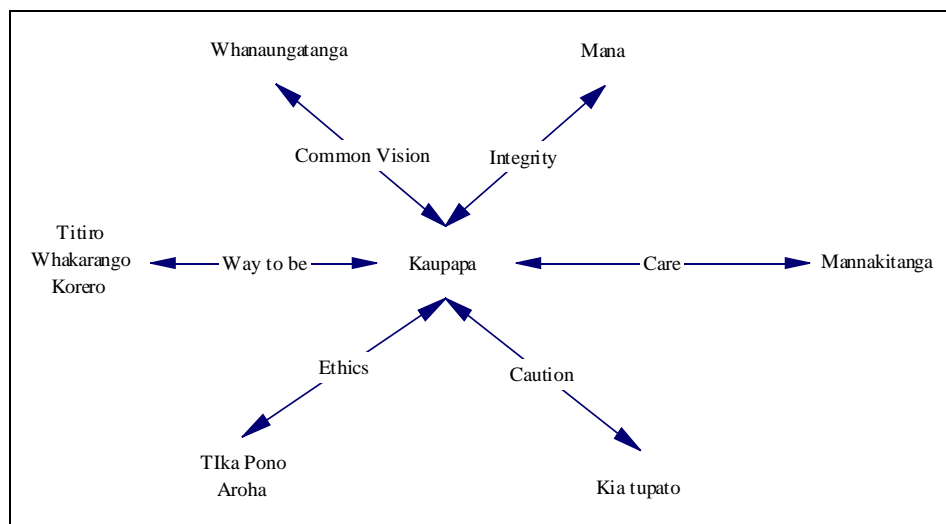 Whanaungatanga
Mana
Common Vision
Integrity
Titiro
Whakarango
Korero
Way to be
Kaupapa
Care
Mannakitanga
Ethics
Caution
TIka Pono
Aroha
Kia tupato